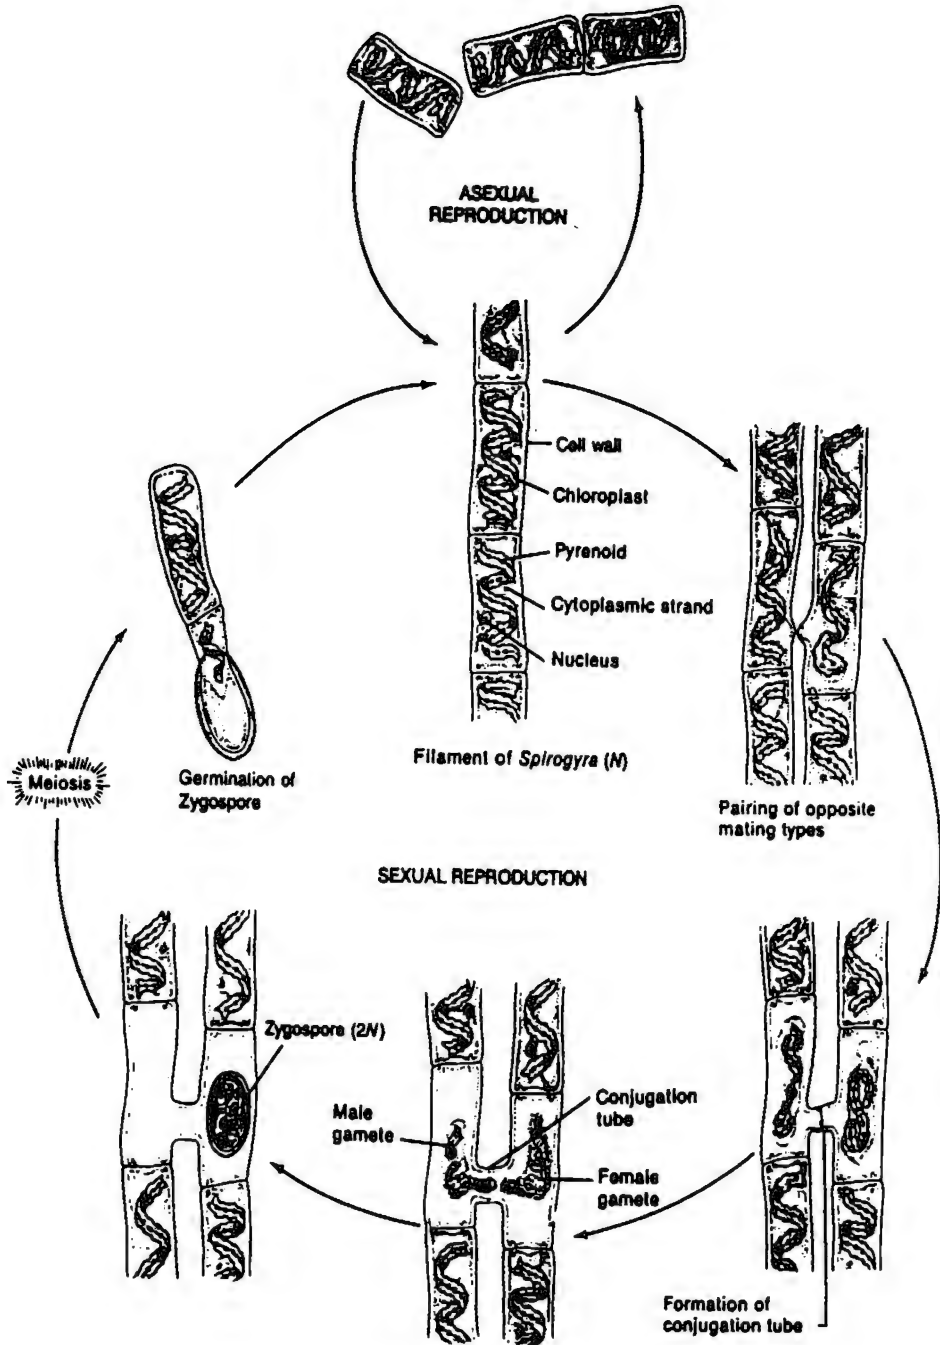 ASEXUAL
REPRODUCTION
Cell wall
Chloroplast
Pyrenoid
Cytoplasmic strand
Nucleus
Filament of Spirogyra (N)
Meiosis
Germination of
Zygospore
Pairing of opposite
mating types
SEXUAL REPRODUCTION
Zygospore (2N)
Male
gamete
Conjugation
tube
Female
gamete
Formation of
conjugation tube